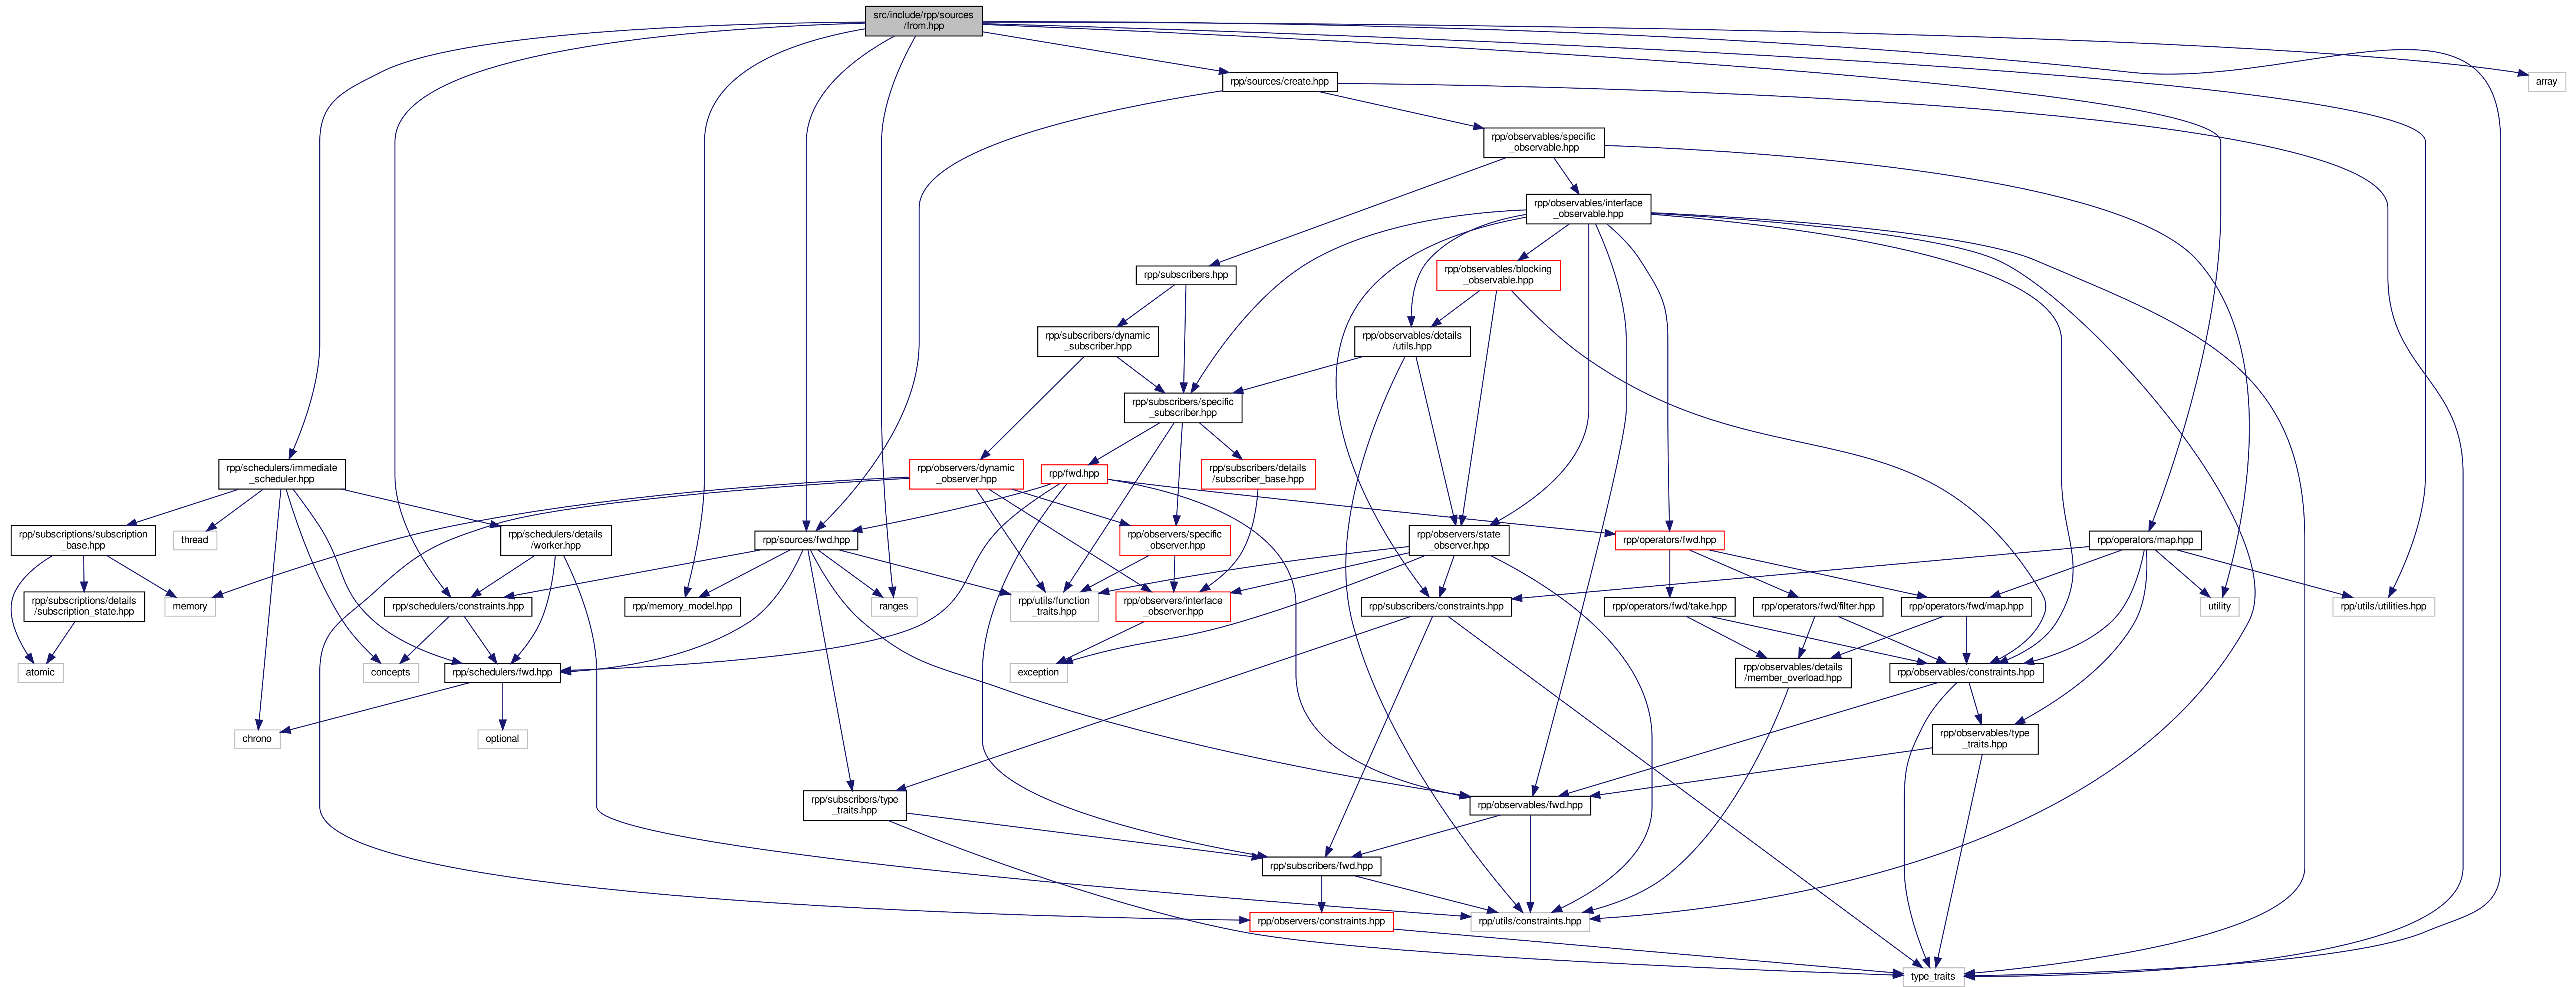 src/include/rpp/sources
/from.hpp
rpp/sources/create.hpp
array
rpp/observables/specific
_observable.hpp
rpp/observables/interface
_observable.hpp
rpp/subscribers.hpp
rpp/observables/blocking
_observable.hpp
rpp/subscribers/dynamic
_subscriber.hpp
rpp/observables/details
/utils.hpp
rpp/subscribers/specific
_subscriber.hpp
rpp/schedulers/immediate
_scheduler.hpp
rpp/observers/dynamic
_observer.hpp
rpp/fwd.hpp
rpp/subscribers/details
/subscriber_base.hpp
rpp/subscriptions/subscription
_base.hpp
thread
rpp/schedulers/details
/worker.hpp
rpp/sources/fwd.hpp
rpp/observers/specific
_observer.hpp
rpp/observers/state
_observer.hpp
rpp/operators/fwd.hpp
rpp/operators/map.hpp
rpp/subscriptions/details
/subscription_state.hpp
memory
rpp/schedulers/constraints.hpp
rpp/memory_model.hpp
ranges
rpp/utils/function
_traits.hpp
rpp/observers/interface
_observer.hpp
rpp/subscribers/constraints.hpp
rpp/operators/fwd/take.hpp
rpp/operators/fwd/filter.hpp
rpp/operators/fwd/map.hpp
utility
rpp/utils/utilities.hpp
atomic
concepts
rpp/schedulers/fwd.hpp
exception
rpp/observables/details
/member_overload.hpp
rpp/observables/constraints.hpp
chrono
optional
rpp/observables/type
_traits.hpp
rpp/subscribers/type
_traits.hpp
rpp/observables/fwd.hpp
rpp/subscribers/fwd.hpp
rpp/observers/constraints.hpp
rpp/utils/constraints.hpp
type_traits